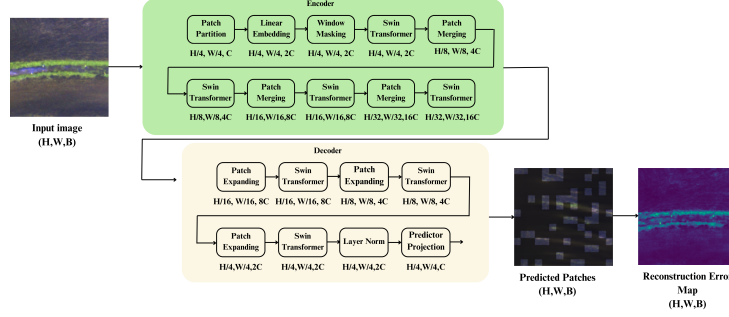 Encoder
Patch
Partition
H/4, W/4, C
Linear
Embedding
H/4, W/4, 2C
Window
Masking
H/4, W/4, 2C
Swin
Transformer
H/4, W/4, 2C
Patch
Merging
H/8, W/8, 4C
Swin
Transformer
H/8,W/8,4C
Patch
Merging
H/16,W/16,8C
Swin
Transformer
H/16,W/16,8C
Patch
Merging
H/32,W/32,16C
Swin
Transformer
H/32,W/32,16C
Input image
(H,W,B)
Decoder
Patch
Expanding
H/16, W/16, 8C
Swin
Transformer
H/16, W/16, 8C
Patch
Expanding
H/8, W/8, 4C
Swin
Transformer
H/8, W/8, 4C
Patch
Expanding
H/4,W/4,2C
Swin
Transformer
H/4,W/4,2C
Layer Norm
H/4,W/4,2C
Predictor
Projection
H/4,W/4,C
Predicted Patches
(H,W,B)
Reconstruction Erro
Map
(H,W,B)